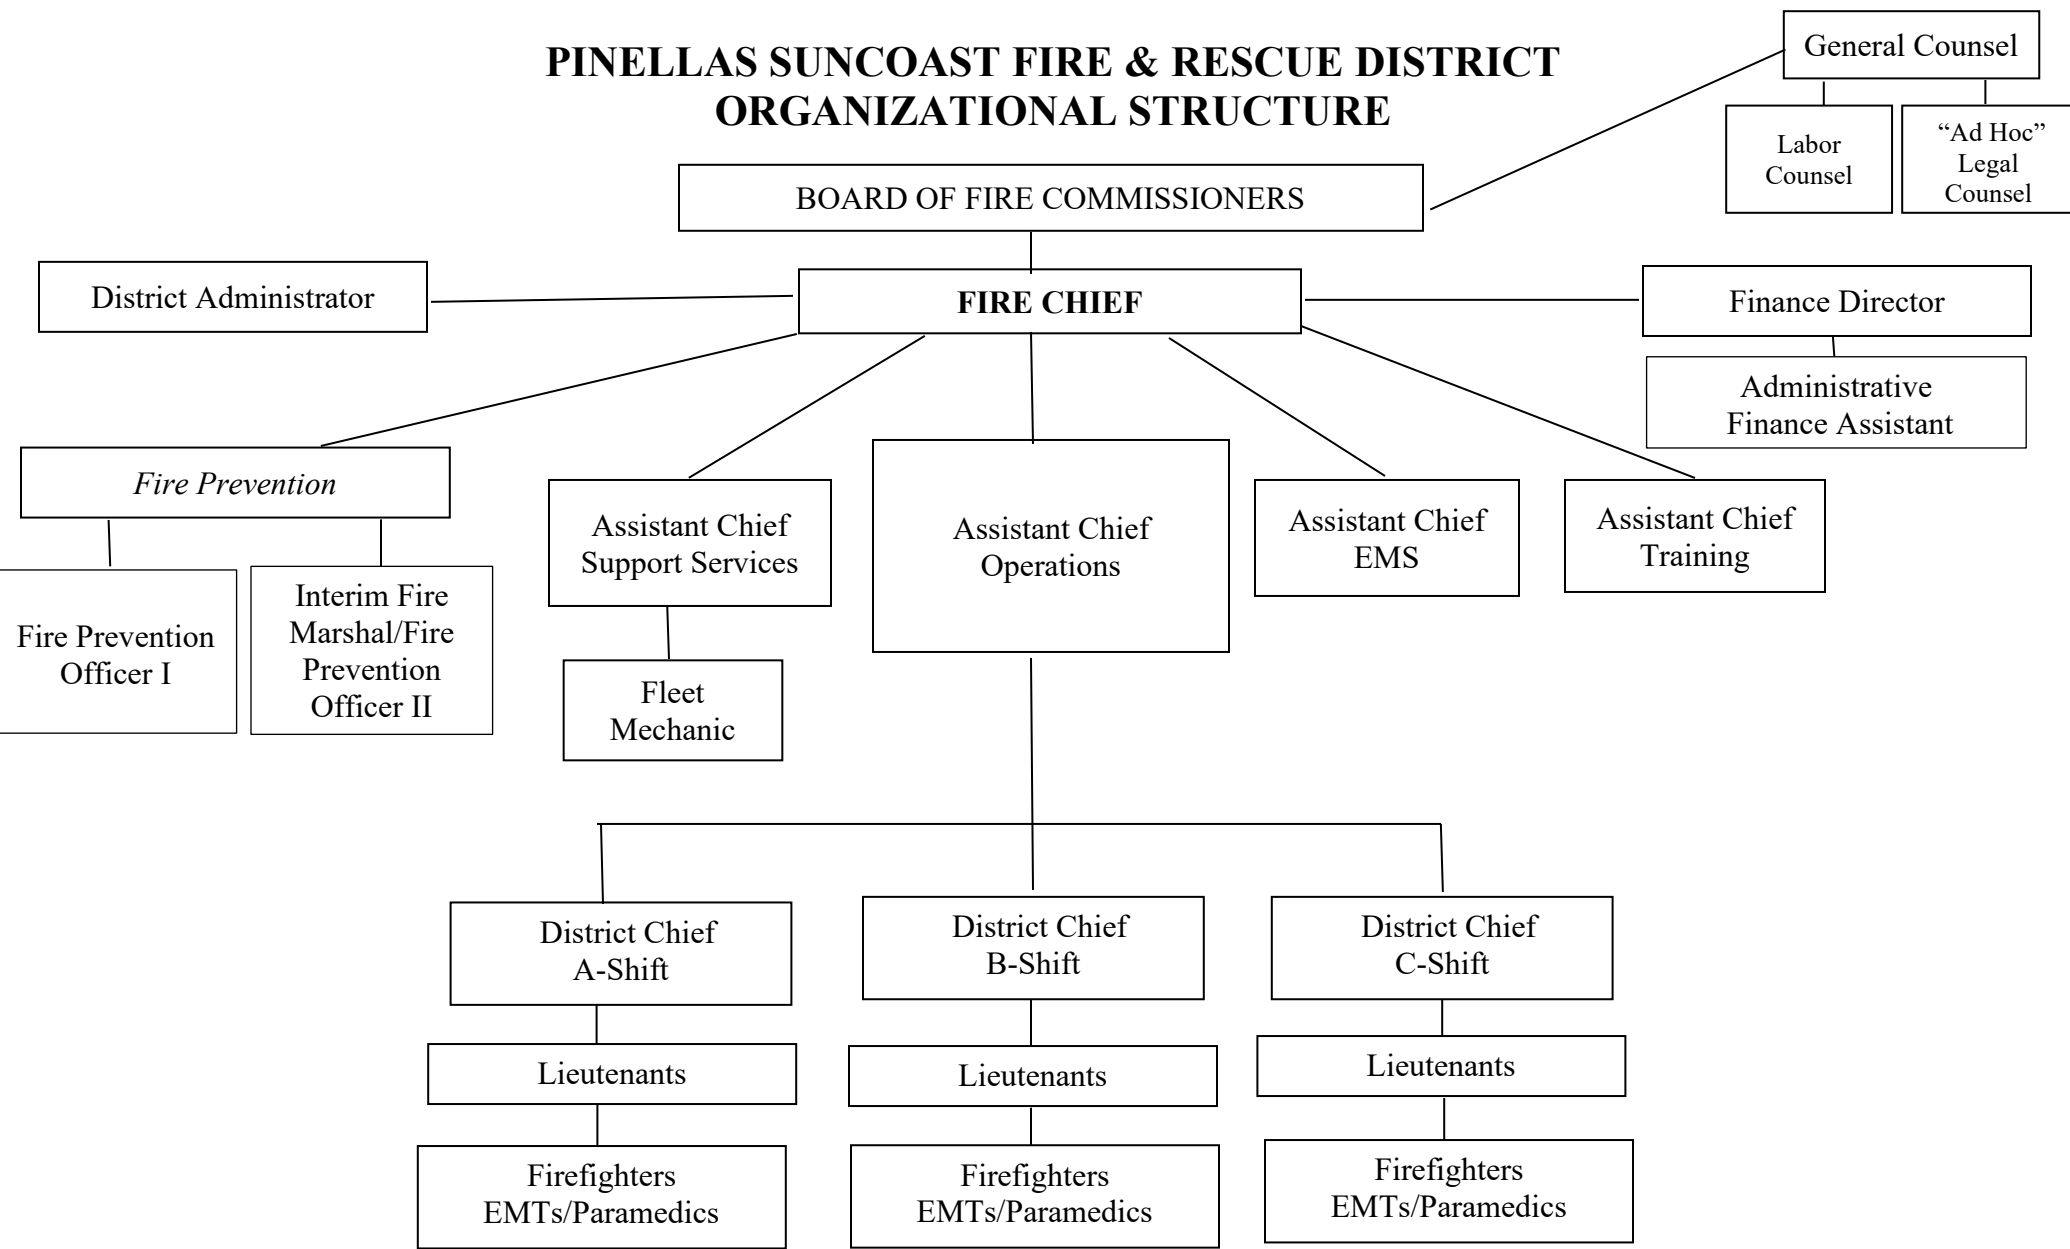 PINELLAS SUNCOAST FIRE & RESCUE DISTRICT
ORGANIZATIONAL STRUCTURE
General Counsel
Labor
Counsel
“Ad Hoc”
Legal
Counsel
BOARD OF FIRE COMMISSIONERS
District Administrator
FIRE CHIEF
Finance Director
Administrative
Finance Assistant
Fire Prevention
Assistant Chief
Support Services
Assistant Chief
Operations
Assistant Chief
EMS
Assistant Chief
Training
Fire Prevention
Officer I
Interim Fire
Marshal/Fire
Prevention
Officer II
Fleet
Mechanic
District Chief
A-Shift
District Chief
B-Shift
District Chief
C-Shift
Lieutenants
Lieutenants
Lieutenants
Firefighters
EMTs/Paramedics
Firefighters
EMTs/Paramedics
Firefighters
EMTs/Paramedics